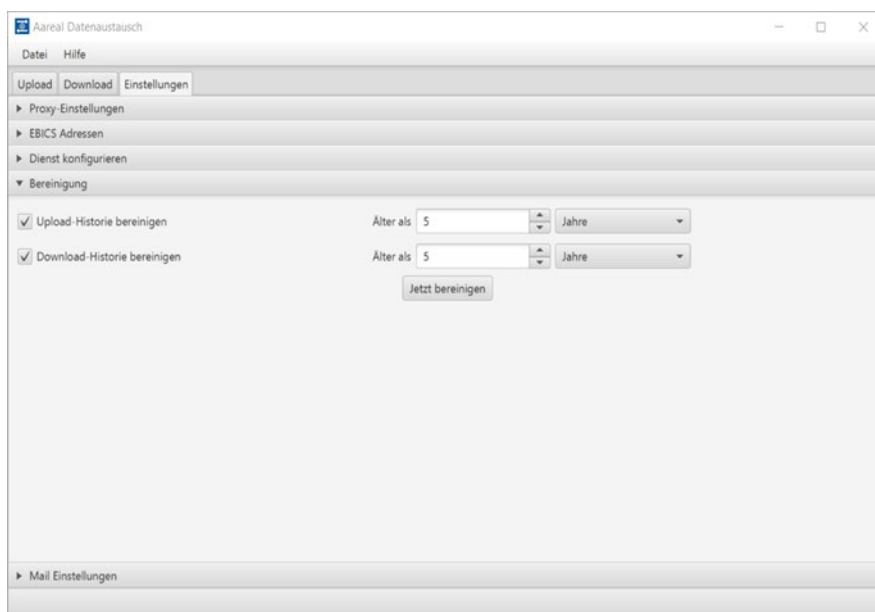 Aareal Datenaustausch
Datei Hilfe
Upload Download Einstellungen
Proxy-Einstellungen
EBICS Adressen
Dienst konfigurieren
Bereinigung
Upload-Historie bereinigen Älter als 5 Jahre
Download-Historie bereinigen Älter als 5 Jahre
Jetzt bereinigen
Mail Einstellungen